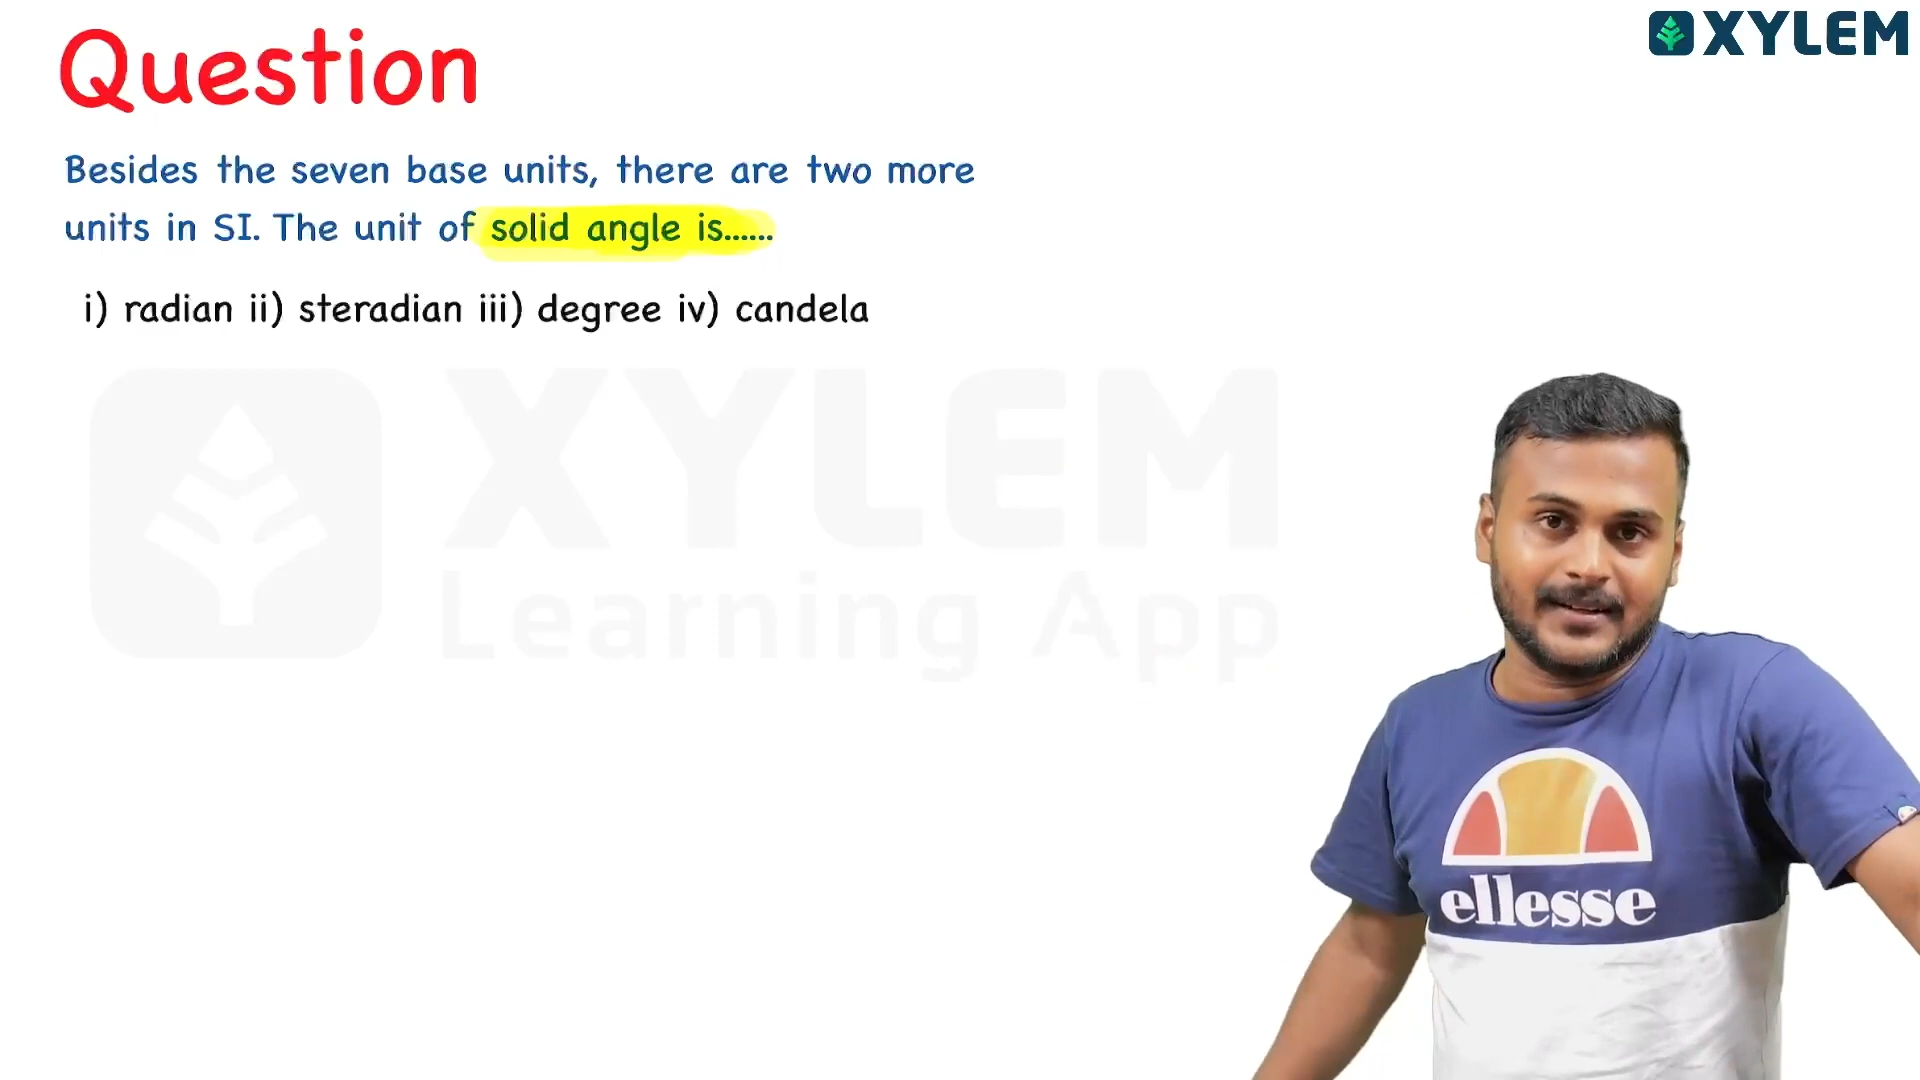 XYLEM
Question
Besides the seven base units, there are two more
units in SI. The unit of solid angle is......
i) radian ii) steradian iii) degree iv) candela
XYLEM
Learning App
ellesse